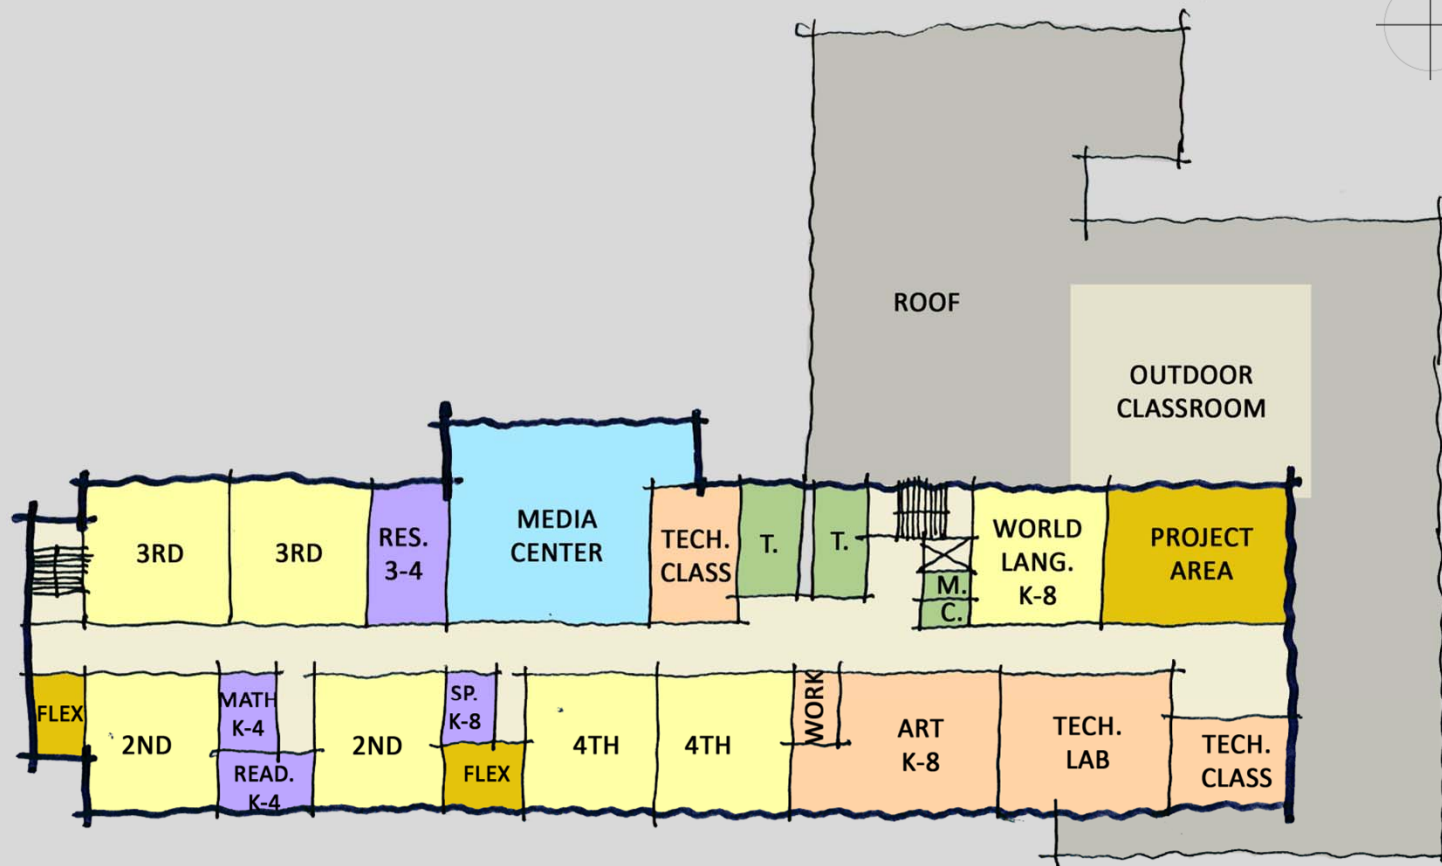 ROOF
OUTDOOR
CLASSROOM
3RD
3RD
RES.
3-4
MEDIA
CENTER
TECH.
CLASS
T.
T.
M.
C.
WORLD
LANG.
K-8
PROJECT
AREA
FLEX
2ND
MATH
K-4
READ.
K-4
2ND
SP.
K-8
FLEX
4TH
4TH
WORK
ART
K-8
TECH.
LAB
TECH.
CLASS